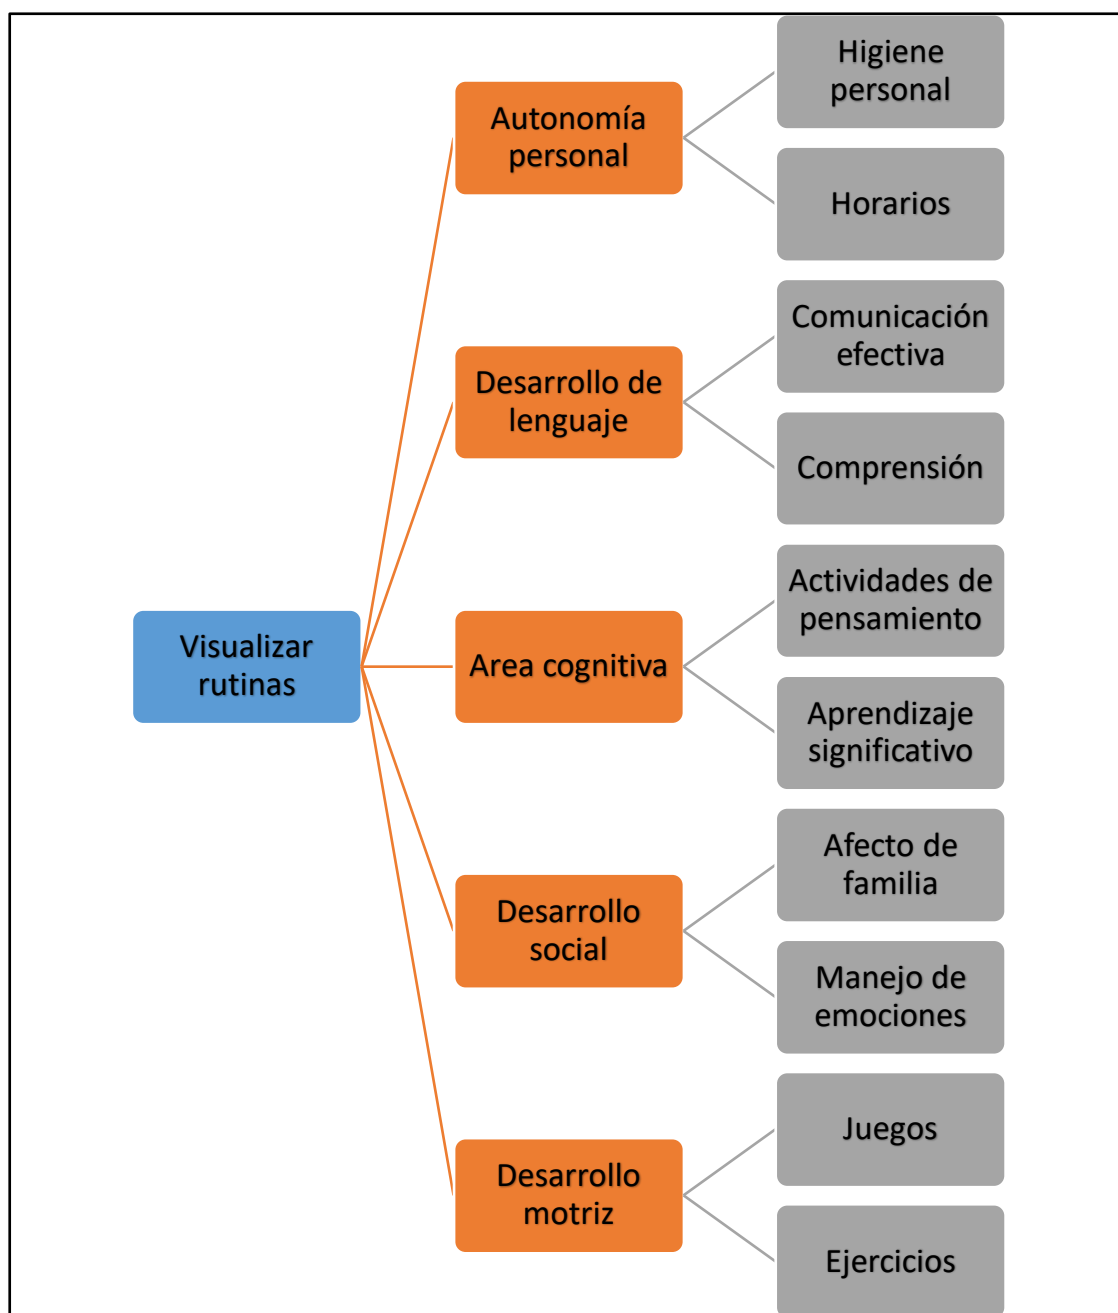 Visualizar
rutinas
Autonomía
personal
Higiene
personal
Horarios
Desarrollo de
lenguaje
Comunicación
efectiva
Comprensión
Area cognitiva
Actividades de
pensamiento
Aprendizaje
significativo
Desarrollo
social
Afecto de
familia
Manejo de
emociones
Desarrollo
motriz
Juegos
Ejercicios